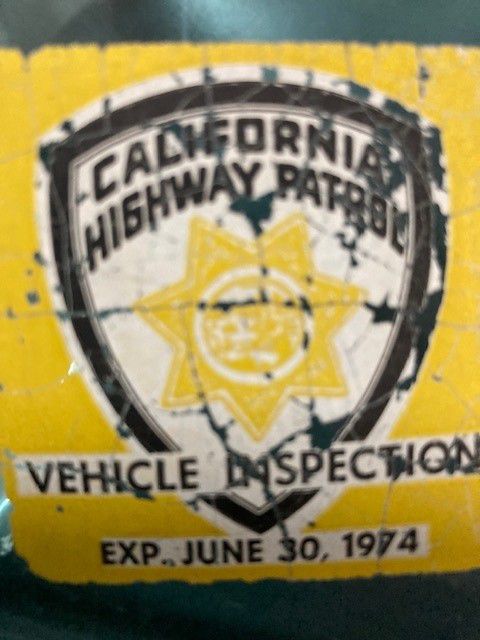 CALIFORNIA
HIGHWAY PATROL
VEHICLE INSPECTION
EXP. JUNE 30, 1974